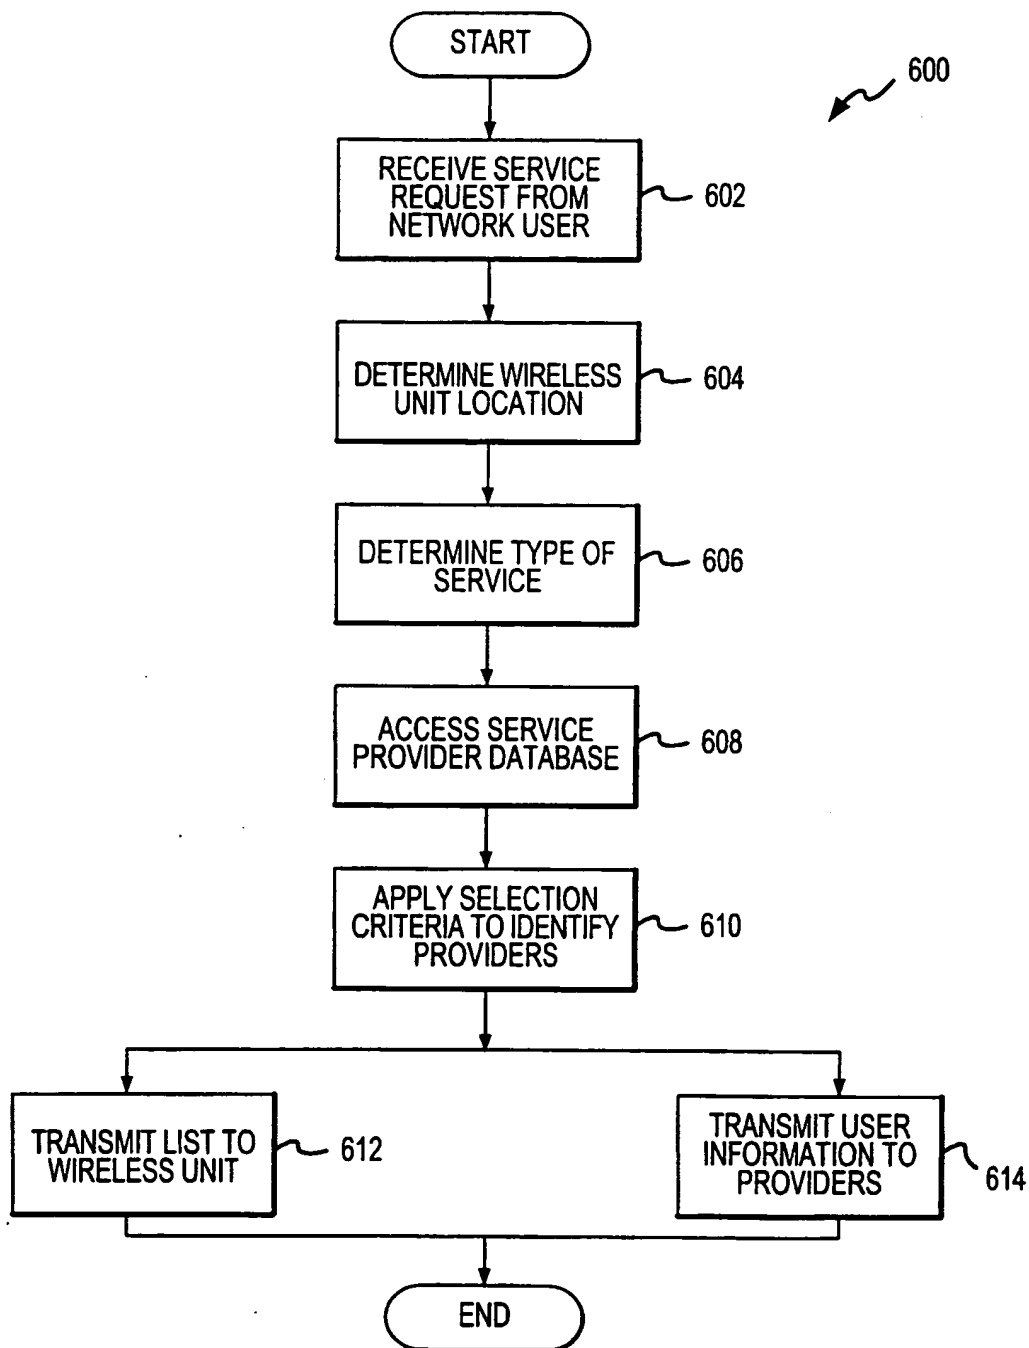 START
600
RECEIVE SERVICE
REQUEST FROM
NETWORK USER
602
DETERMINE WIRELESS
UNIT LOCATION
604
DETERMINE TYPE OF
SERVICE
606
ACCESS SERVICE
PROVIDER DATABASE
608
APPLY SELECTION
CRITERIA TO IDENTIFY
PROVIDERS
610
TRANSMIT LIST TO
WIRELESS UNIT
612
TRANSMIT USER
INFORMATION TO
PROVIDERS
614
END